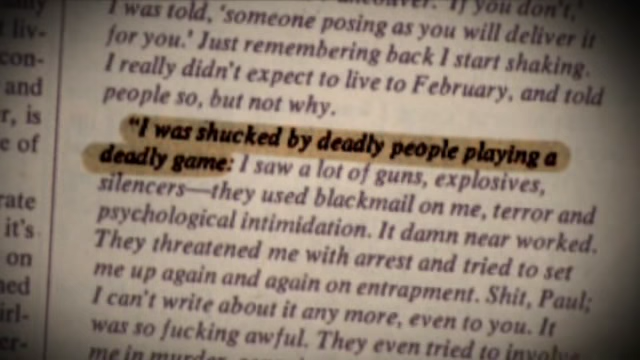 I was told, 'someone posing as you will deliver it
for you.' Just remembering back I start shaking.
I really didn't expect to live to February, and told
people so, but not why.
"I was shucked by deadly people playing a
deadly game: I saw a lot of guns, explosives,
silencers—they used blackmail on me, terror and
psychological intimidation. It damn near worked.
They threatened me with arrest and tried to set
me up again and again on entrapment. Shit, Paul;
I can't write about it any more, even to you. It
was so fucking awful. They even tried to involve
me in murder,
liv-
con-
and
r, is
e of
rate
it's
on
ned
irl-
er-